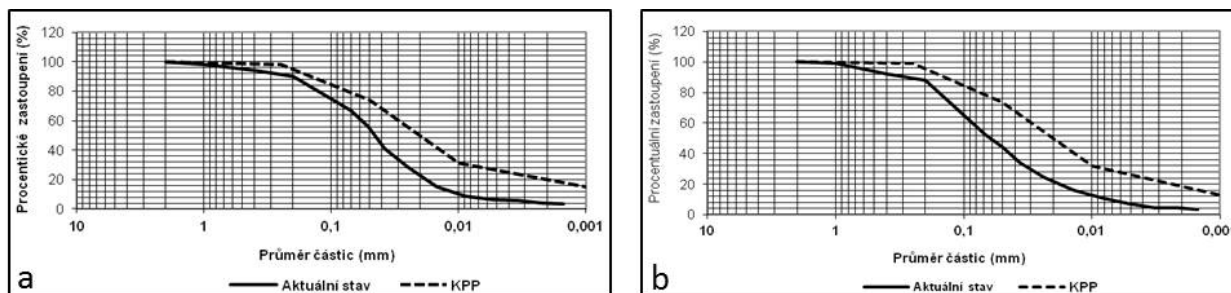 Procentické zastoupení (%)
120
100
80
60
40
20
0
10
1
0,1
0,01
0,001
Průměr částic (mm)
Aktuální stav
KPP
a
Procentuální zastoupení (%)
120
100
80
60
40
20
0
10
1
0,1
0,01
0,00
Průměr částic (mm)
Aktuální stav
KPP
b